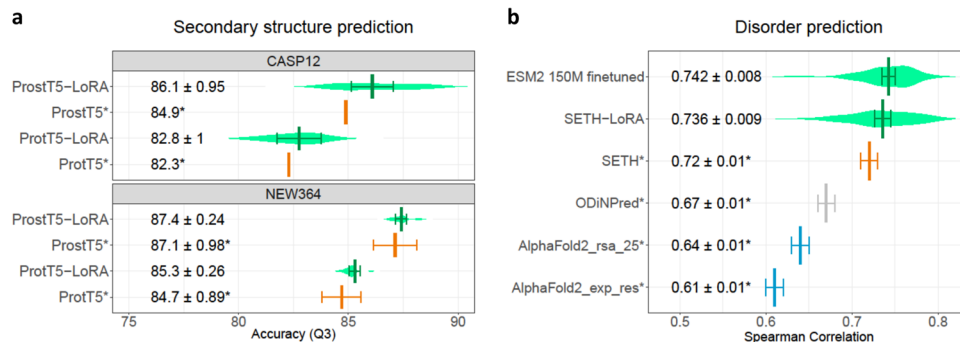 a
Secondary structure prediction
CASP12
ProstT5-LoRA 86.1 ± 0.95
ProstT5* 84.9*
ProtT5-LoRA 82.8 ± 1
ProtT5* 82.3*
NEW364
ProstT5-LoRA 87.4 ± 0.24
ProstT5* 87.1 ± 0.98*
ProtT5-LoRA 85.3 ± 0.26
ProtT5* 84.7 ± 0.89*
75 80 85 90
Accuracy (Q3)
b
Disorder prediction
ESM2 150M finetuned 0.742 ± 0.008
SETH-LoRA 0.736 ± 0.009
SETH* 0.72 ± 0.01*
ODiNPred* 0.67 ± 0.01*
AlphaFold2_rsa_25* 0.64 ± 0.01*
AlphaFold2_exp_res* 0.61 ± 0.01*
0.5 0.6 0.7 0.8
Spearman Correlation